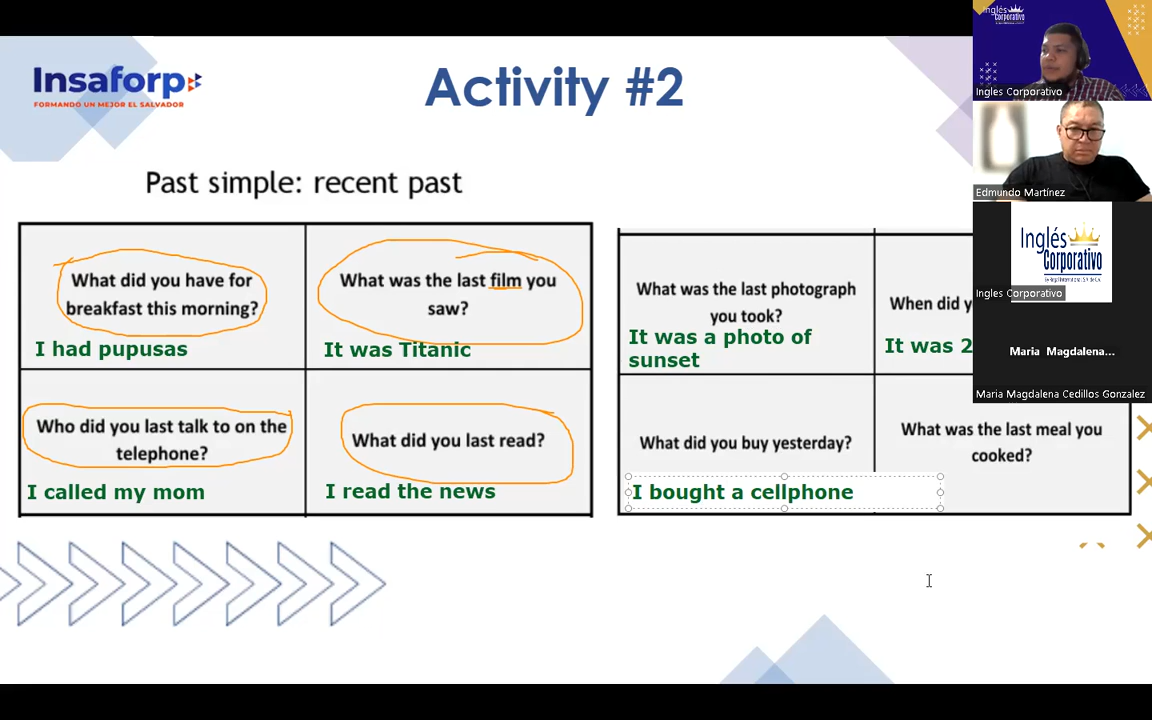 Insaforp
FORMANDO UN MEJOR EL SALVADOR
Activity #2
Past simple: recent past
What did you have for
breakfast this morning?
I had pupusas
What was the last film you
saw?
It was Titanic
Who did you last talk to on the
telephone?
I called my mom
What did you last read?
I read the news
What was the last photograph
you took?
It was a photo of
sunset
When did y
It was 2
What did you buy yesterday?
I bought a cellphone
What was the last meal you
cooked?
Inglés
Corporativo
Ingles Corporativo
Edmundo Martínez
Inglés
Corporativo
Ingles Corporativo
Maria Magdalena...
Maria Magdalena Cedillos Gonzalez